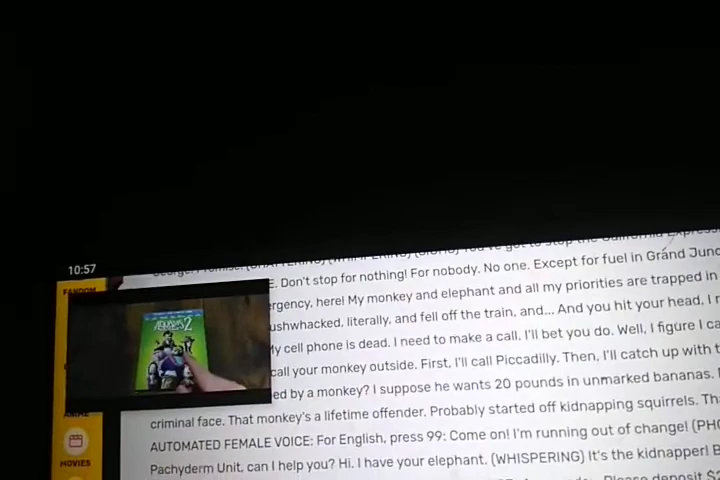 10:57
FANDOM
E. Don't stop for nothing! For nobody. No one. Except for fuel in Grand Junc
ergency, here! My monkey and elephant and all my priorities are trapped in
ushwhacked, literally, and fell off the train, and... And you hit your head. I
My cell phone is dead. I need to make a call. I'll bet you do. Well, I figure I ca
call your monkey outside. First, I'll call Piccadilly. Then, I'll catch up with t
ed by a monkey? I suppose he wants 20 pounds in unmarked bananas.
criminal face. That monkey's a lifetime offender. Probably started off kidnapping squirrels. Th
AUTOMATED FEMALE VOICE: For English, press 99: Come on! I'm running out of change! (PHO
MOVIES
Pachyderm Unit, can I help you? Hi. I have your elephant. (WHISPERING) It's the kidnapper! B
Please deposit $2